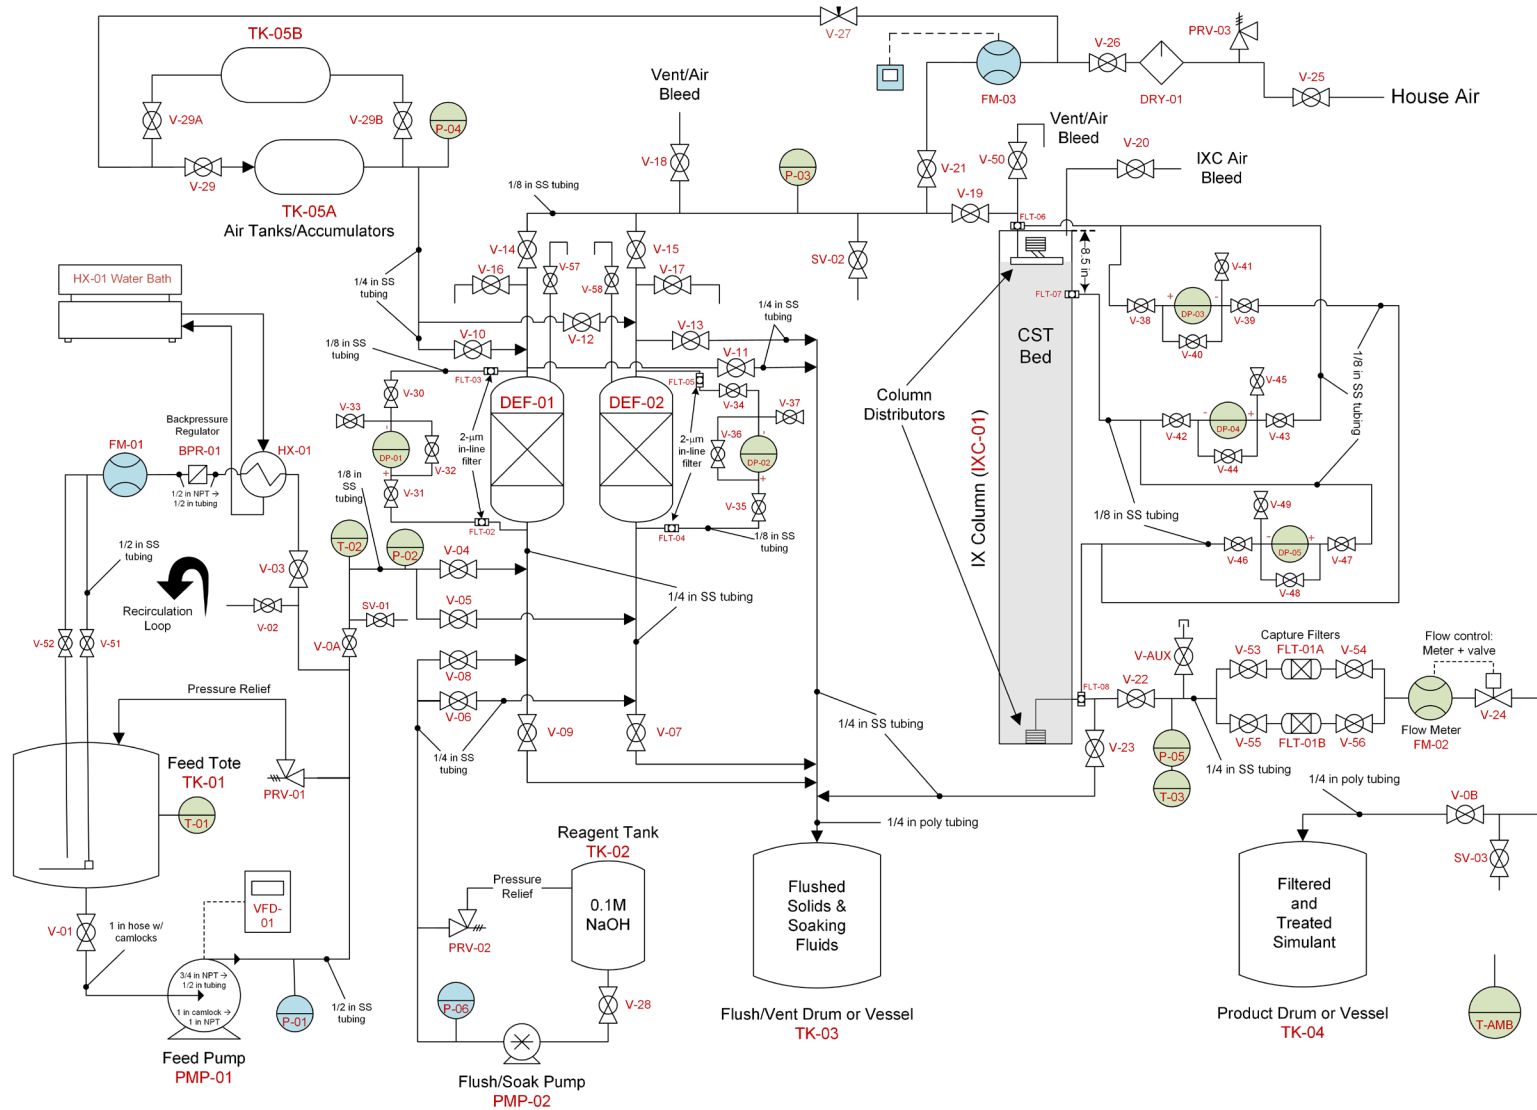 TK-05B
V-27
PRV-03
V-26
V-25
FM-03
DRY-01
House Air
Vent/Air
Bleed
Vent/Air
Bleed
V-29A
V-29B
P-04
V-18
P-03
V-21
V-50
V-20
IXC Air
Bleed
V-29
TK-05A
Air Tanks/Accumulators
1/8 in SS tubing
V-19
FLT-06
V-14
V-15
V-57
V-58
V-16
V-17
SV-02
8.5 in
V-41
HX-01 Water Bath
1/4 in SS
tubing
FLT-07
DP-03
+
-
V-38
V-39
V-40
V-10
V-12
V-13
1/4 in SS
tubing
CST
Bed
1/8 in SS
tubing
FLT-03
V-11
FLT-05
V-30
V-34
V-37
V-33
DEF-01
DEF-02
Column
Distributors
V-45
1/8 in SS tubing
DP-04
-
+
V-42
V-43
V-44
Backpressure
Regulator
BPR-01
FM-01
HX-01
-
DP-01
+
V-32
V-31
2-μm
in-line
filter
2-μm
in-line
filter
V-36
-
DP-02
+
V-35
1/2 in NPT →
1/2 in tubing
1/8 in
SS
tubing
FLT-02
FLT-04
1/8 in SS
tubing
IX Column (IXC-01)
V-49
1/8 in SS tubing
DP-05
-
+
V-46
V-47
V-48
1/2 in SS
tubing
T-02
P-02
V-04
V-03
V-05
1/4 in SS tubing
Recirculation
Loop
V-02
SV-01
V-0A
V-52
V-51
V-08
V-06
Pressure Relief
1/4 in SS
tubing
V-09
V-07
V-AUX
Capture Filters
V-53
FLT-01A
V-54
Flow control:
Meter + valve
FLT-08
V-22
V-24
1/4 in SS tubing
V-23
V-55
FLT-01B
V-56
Flow Meter
FM-02
P-05
T-03
1/4 in SS tubing
1/4 in poly tubing
V-0B
SV-03
Feed Tote
TK-01
T-01
PRV-01
1/4 in poly tubing
Reagent Tank
TK-02
Pressure
Relief
0.1M
NaOH
PRV-02
V-28
Flushed
Solids &
Soaking
Fluids
Filtered
and
Treated
Simulant
V-01
1 in hose w/
camlocks
VFD-
01
3/4 in NPT →
1/2 in tubing
1 in camlock →
1 in NPT
P-01
1/2 in SS
tubing
P-06
Flush/Vent Drum or Vessel
TK-03
Product Drum or Vessel
TK-04
T-AMB
Feed Pump
PMP-01
Flush/Soak Pump
PMP-02